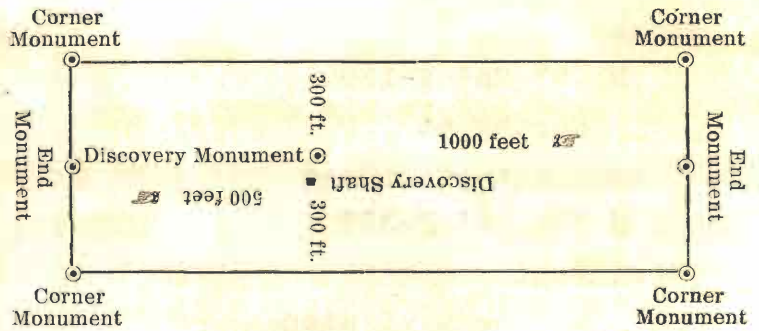 Corner
Monument
Corner
Monument
300 ft.
1000 feet
End
Monument
Discovery Monument
End
Monument
Discovery Shaft
500 feet
300 ft.
Corner
Monument
Corner
Monument